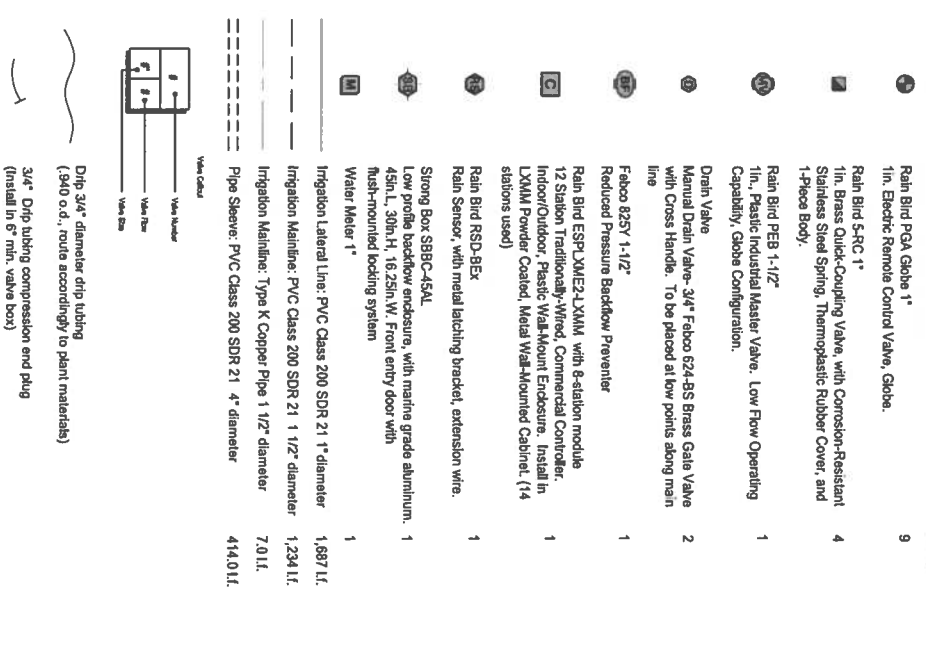 Rain Bird PGA Globe 1" 9
1in. Electric Remote Control Valve, Globe.
Rain Bird 5-RC 1" 4
1in. Brass Quick-Coupling Valve, with Corrosion-Resistant
Stainless Steel Spring, Thermoplastic Rubber Cover, and
1-Piece Body.
MV Rain Bird PEB 1-1/2" 1
1in., Plastic Industrial Master Valve. Low Flow Operating
Capability, Globe Configuration.
D Drain Valve 2
Manual Drain Valve- 3/4" Febco 624-BS Brass Gate Valve
with Cross Handle. To be placed at low points along main
line
BF Febco 825Y 1-1/2" 1
Reduced Pressure Backflow Preventer
C Rain Bird ESPLXME2-LXMM with 8-station module 1
12 Station Traditionally-Wired, Commercial Controller.
Indoor/Outdoor, Plastic Wall-Mount Enclosure. Install in
LXMM Powder Coated, Metal Wall-Mounted Cabinet. (14
stations used)
RS Rain Bird RSD-BEx 1
Rain Sensor, with metal latching bracket, extension wire.
Strong Box SBBC-45AL 1
Low profile backflow enclosure, with marine grade aluminum.
45in.L, 30in.H, 16.25in.W. Front entry door with
flush-mounted locking system
M Water Meter 1" 1
Irrigation Lateral Line: PVC Class 200 SDR 21 1" diameter 1,687 l.f.
Irrigation Mainline: PVC Class 200 SDR 21 1 1/2" diameter 1,234 l.f.
Irrigation Mainline: Type K Copper Pipe 1 1/2" diameter 7.0 l.f.
Pipe Sleeve: PVC Class 200 SDR 21 4" diameter 414.0 l.f.
Valve Callout
# Valve Number
# Valve Flow
#" Valve Size
Drip 3/4" diameter drip tubing
(.940 o.d., route accordingly to plant materials)
3/4" Drip tubing compression end plug
(Install in 6" min. valve box)